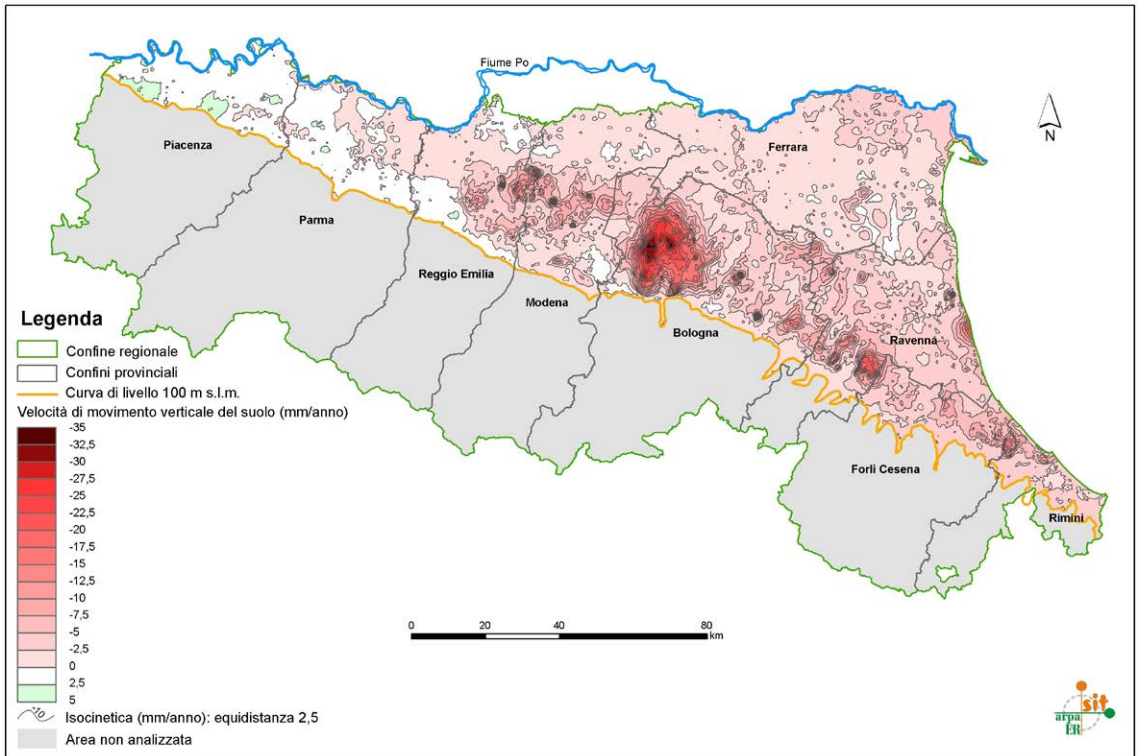 Fiume Po
N
Ferrara
Piacenza
Parma
Reggio Emilia
Modena
Bologna
Ravenna
Forlì Cesena
Rimini
Legenda
Confine regionale
Confini provinciali
Curva di livello 100 m s.l.m.
Velocità di movimento verticale del suolo (mm/anno)
-35
-32,5
-30
-27,5
-25
-22,5
-20
-17,5
-15
-12,5
-10
-7,5
-5
-2,5
0
2,5
5
-10 Isocinetica (mm/anno): equidistanza 2,5
Area non analizzata
0 20 40 60 80
km
sit
arpa
ER